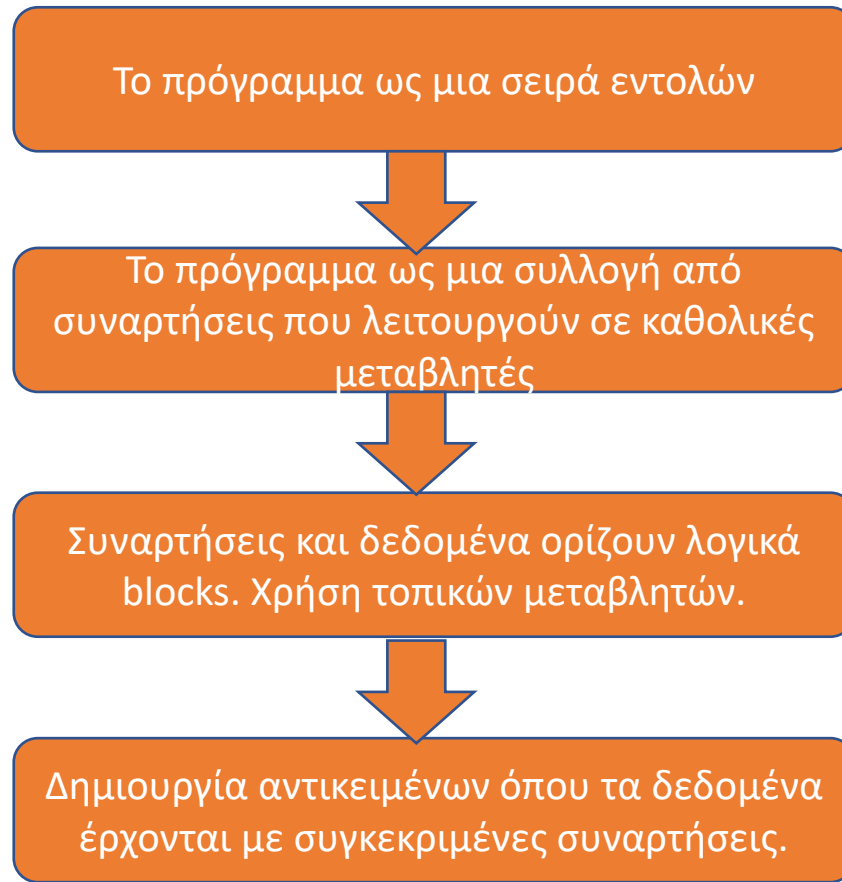 Το πρόγραμμα ως μια σειρά εντολών
Το πρόγραμμα ως μια συλλογή από
συναρτήσεις που λειτουργούν σε καθολικές
μεταβλητές
Συναρτήσεις και δεδομένα ορίζουν λογικά
blocks. Χρήση τοπικών μεταβλητών.
Δημιουργία αντικειμένων όπου τα δεδομένα
έρχονται με συγκεκριμένες συναρτήσεις.